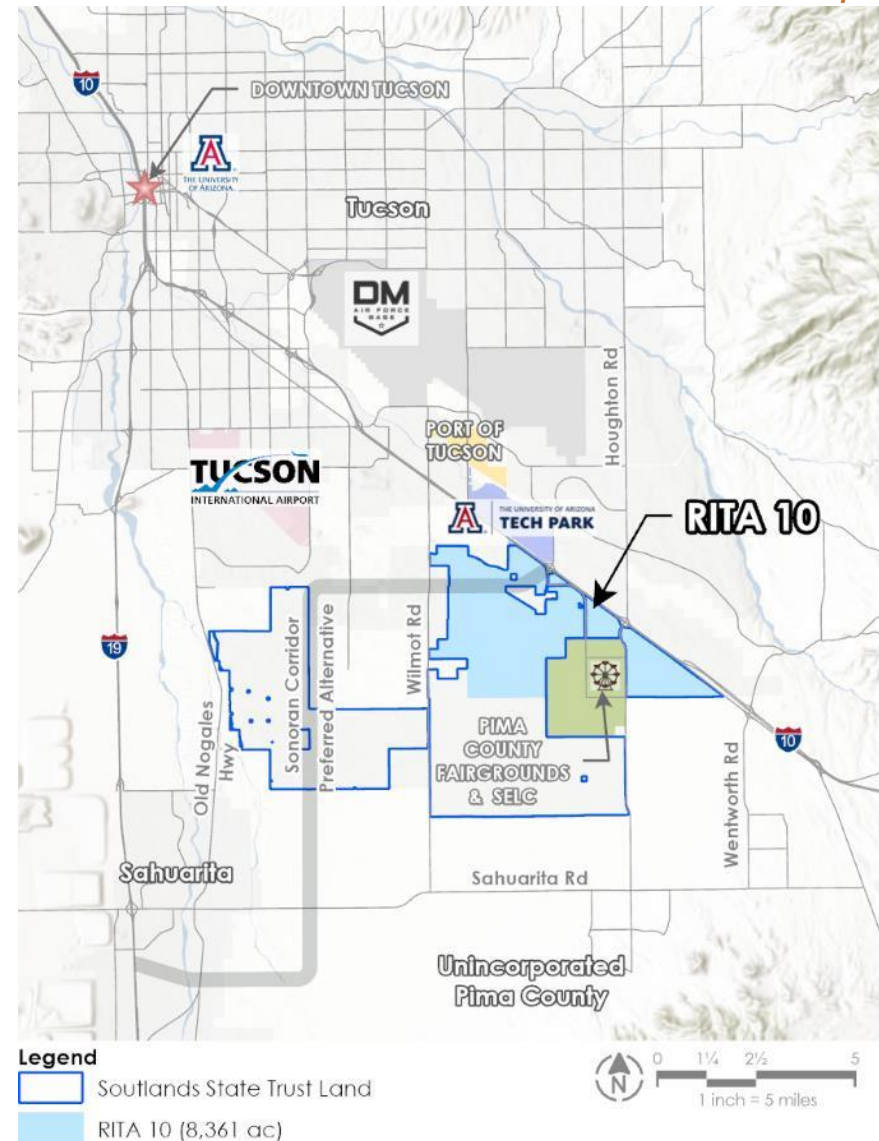 10
DOWNTOWN TUCSON
A
THE UNIVERSITY
OF ARIZONA
Tucson
DM
AIR FORCE
BASE
Houghton Rd
PORT OF
TUCSON
TUCSON
INTERNATIONAL AIRPORT
A
THE UNIVERSITY OF ARIZONA
TECH PARK
RITA 10
19
Old Nogales
Hwy
Sonoran Corridor
Preferred Alternative
Wilmot Rd
PIMA
COUNTY
FAIRGROUNDS
& SELC
10
Wentworth Rd
Sahuarita
Sahuarita Rd
Unincorporated
Pima County
Legend
Soutlands State Trust Land
RITA 10 (8,361 ac)
N
0 1¼ 2½ 5
1 inch = 5 miles